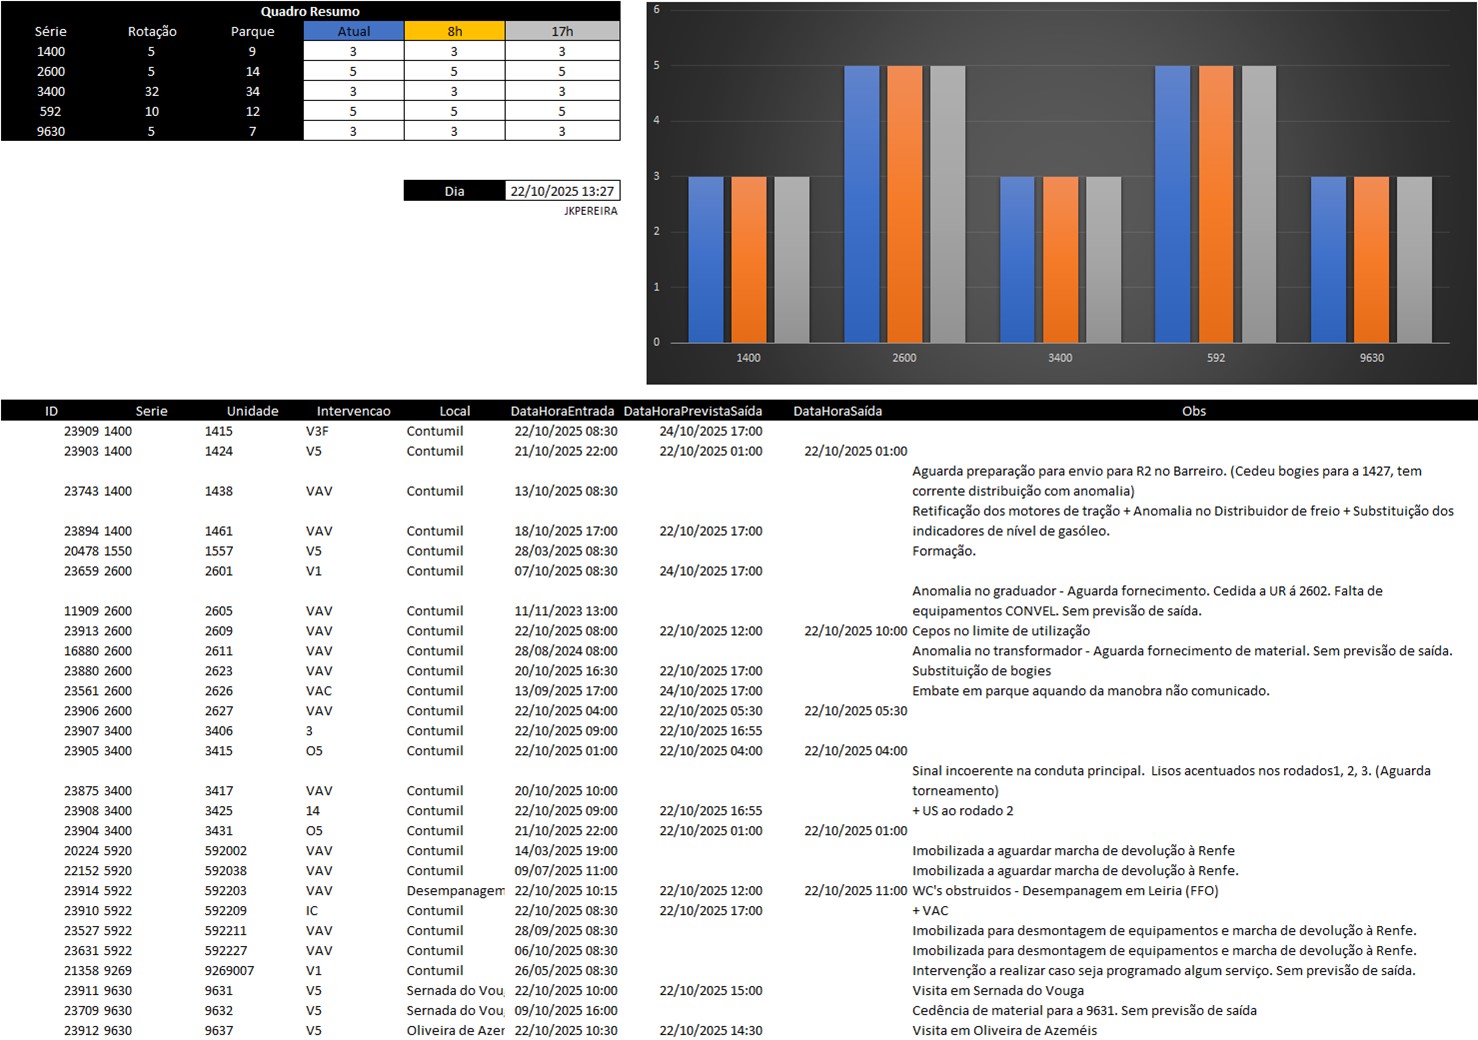 Quadro Resumo
Série Rotação Parque Atual 8h 17h
1400 5 9 3 3 3
2600 5 14 5 5 5
3400 32 34 3 3 3
592 10 12 5 5 5
9630 5 7 3 3 3
Dia 22/10/2025 13:27
JKPEREIRA
6
5
4
3
2
1
0
1400 2600 3400 592 9630
ID Serie Unidade Intervencao Local DataHoraEntrada DataHoraPrevistaSaída DataHoraSaída Obs
23909 1400 1415 V3F Contumil 22/10/2025 08:30 24/10/2025 17:00
23903 1400 1424 V5 Contumil 21/10/2025 22:00 22/10/2025 01:00 22/10/2025 01:00
Aguarda preparação para envio para R2 no Barreiro. (Cedeu bogies para a 1427, tem
23743 1400 1438 VAV Contumil 13/10/2025 08:30 corrente distribuição com anomalia)
Retificação dos motores de tração + Anomalia no Distribuidor de freio + Substituição dos
23894 1400 1461 VAV Contumil 18/10/2025 17:00 22/10/2025 17:00 indicadores de nível de gasóleo.
20478 1550 1557 V5 Contumil 28/03/2025 08:30 Formação.
23659 2600 2601 V1 Contumil 07/10/2025 08:30 24/10/2025 17:00
Anomalia no graduador - Aguarda fornecimento. Cedida a UR á 2602. Falta de
11909 2600 2605 VAV Contumil 11/11/2023 13:00 equipamentos CONVEL. Sem previsão de saída.
23913 2600 2609 VAV Contumil 22/10/2025 08:00 22/10/2025 12:00 22/10/2025 10:00 Cepos no limite de utilização
16880 2600 2611 VAV Contumil 28/08/2024 08:00 Anomalia no transformador - Aguarda fornecimento de material. Sem previsão de saída.
23880 2600 2623 VAV Contumil 20/10/2025 16:30 22/10/2025 17:00 Substituição de bogies
23561 2600 2626 VAC Contumil 13/09/2025 17:00 24/10/2025 17:00 Embate em parque aquando da manobra não comunicado.
23906 2600 2627 VAV Contumil 22/10/2025 04:00 22/10/2025 05:30 22/10/2025 05:30
23907 3400 3406 3 Contumil 22/10/2025 09:00 22/10/2025 16:55
23905 3400 3415 O5 Contumil 22/10/2025 01:00 22/10/2025 04:00 22/10/2025 04:00
Sinal incoerente na conduta principal.  Lisos acentuados nos rodados1, 2, 3. (Aguarda
23875 3400 3417 VAV Contumil 20/10/2025 10:00 torneamento)
23908 3400 3425 14 Contumil 22/10/2025 09:00 22/10/2025 16:55 + US ao rodado 2
23904 3400 3431 O5 Contumil 21/10/2025 22:00 22/10/2025 01:00 22/10/2025 01:00
20224 5920 592002 VAV Contumil 14/03/2025 19:00 Imobilizada a aguardar marcha de devolução à Renfe
22152 5920 592038 VAV Contumil 09/07/2025 11:00 Imobilizada a aguardar marcha de devolução à Renfe.
23914 5922 592203 VAV Desempanagem 22/10/2025 10:15 22/10/2025 12:00 22/10/2025 11:00 WC's obstruidos - Desempanagem em Leiria (FFO)
23910 5922 592209 IC Contumil 22/10/2025 08:30 22/10/2025 17:00 + VAC
23527 5922 592211 VAV Contumil 28/09/2025 08:30 Imobilizada para desmontagem de equipamentos e marcha de devolução à Renfe.
23631 5922 592227 VAV Contumil 06/10/2025 08:30 Imobilizada para desmontagem de equipamentos e marcha de devolução à Renfe.
21358 9269 9269007 V1 Contumil 26/05/2025 08:30 Intervenção a realizar caso seja programado algum serviço. Sem previsão de saída.
23911 9630 9631 V5 Sernada do Vou 22/10/2025 10:00 22/10/2025 15:00 Visita em Sernada do Vouga
23709 9630 9632 V5 Sernada do Vou 09/10/2025 16:00 Cedência de material para a 9631. Sem previsão de saída
23912 9630 9637 V5 Oliveira de Azer 22/10/2025 10:30 22/10/2025 14:30 Visita em Oliveira de Azeméis